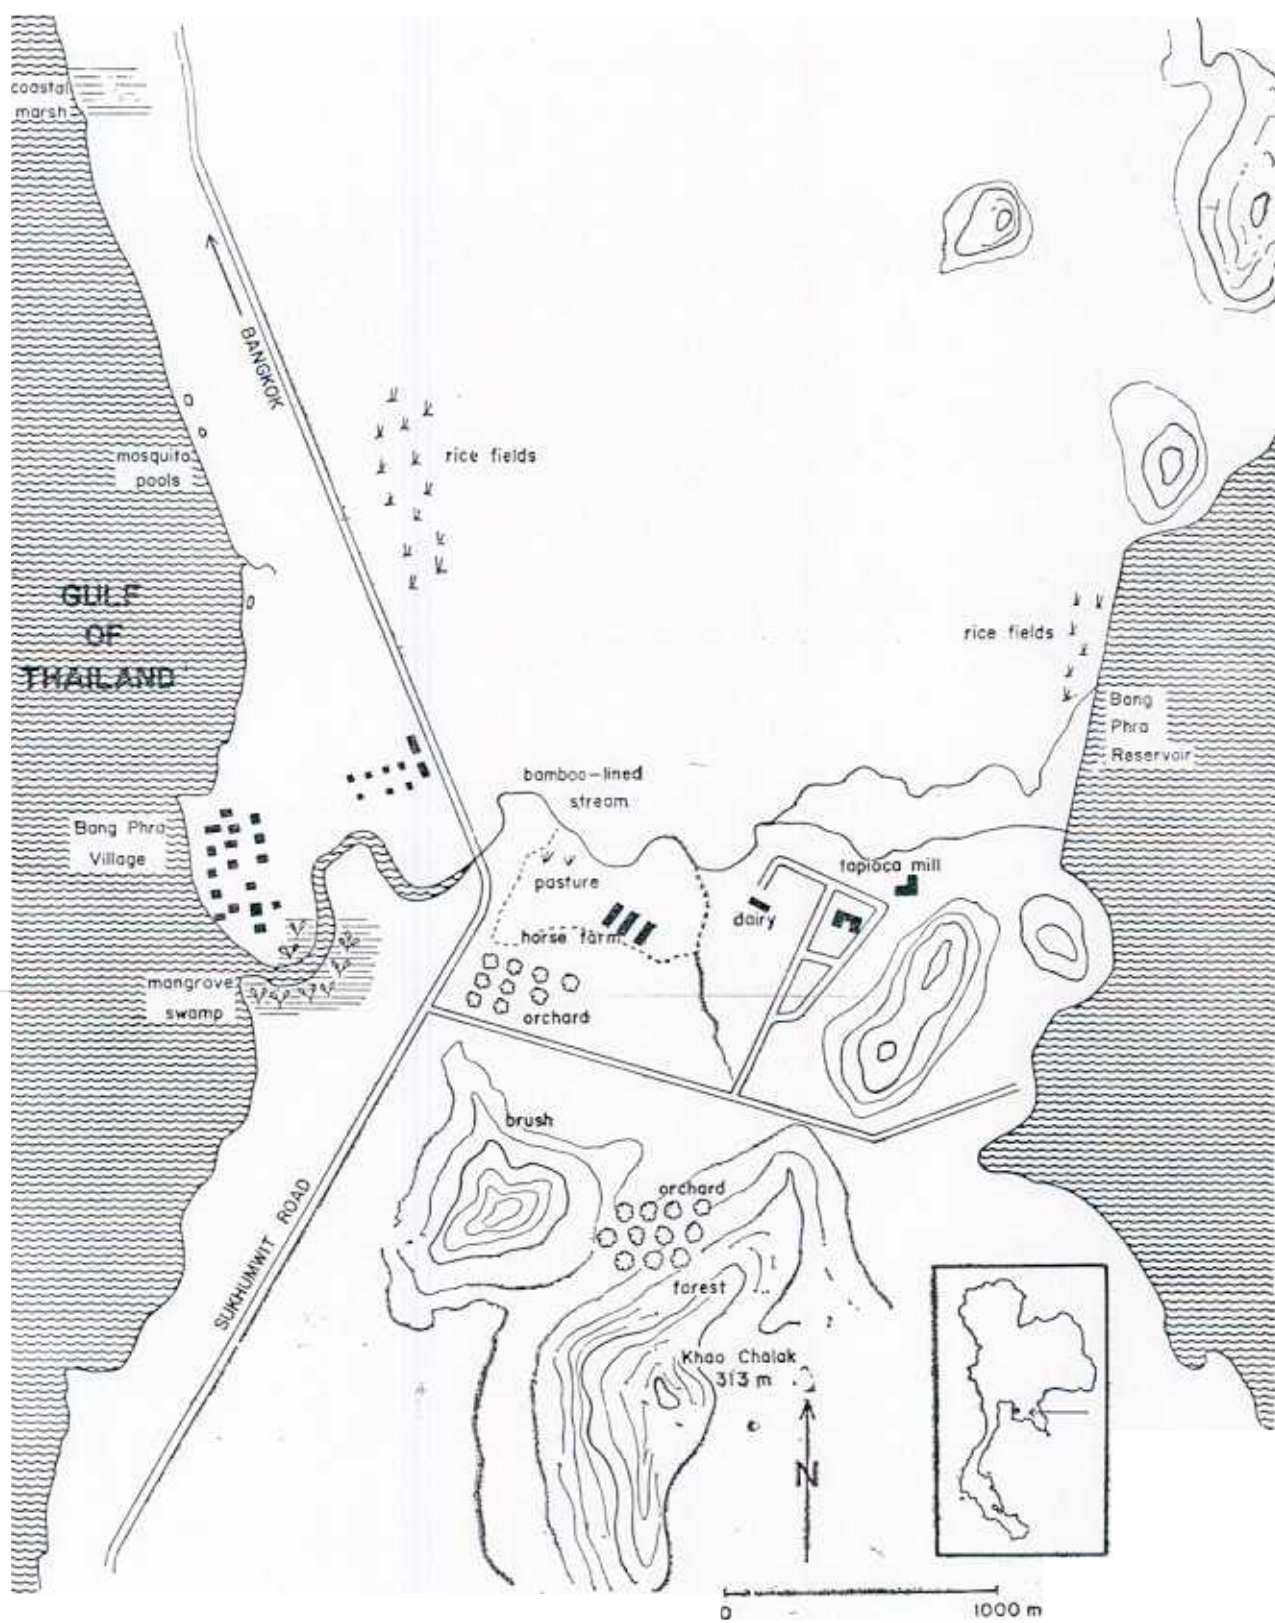 coastal
marsh
BANGKOK
mosquito
pools
rice fields
GULF
OF
THAILAND
rice fields
Bang
Phra
Reservoir
bamboo-lined
stream
Bang Phra
Village
tapioca mill
pasture
dairy
horse farm
mangrove
swamp
orchard
brush
orchard
SUKHUMWIT ROAD
forest
Khao Chalak
313 m
N
0
1000 m